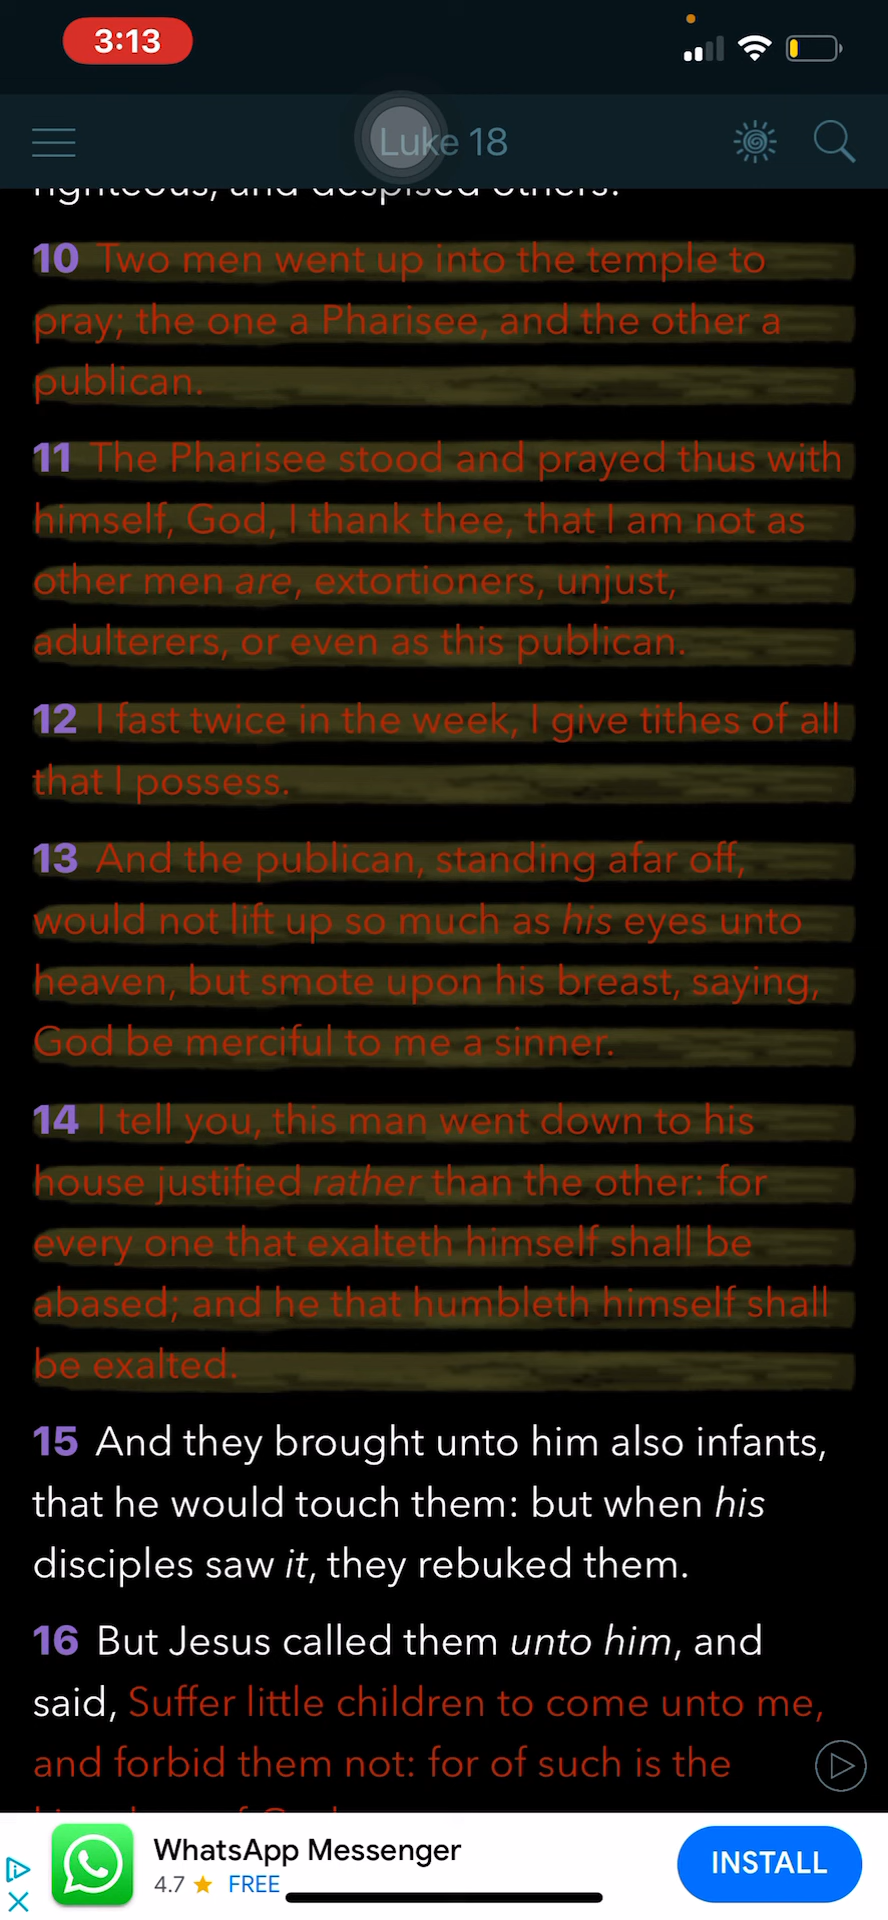 3:13
Luke 18
righteous, and despised others:
10 Two men went up into the temple to
pray; the one a Pharisee, and the other a
publican.
11 The Pharisee stood and prayed thus with
himself, God, I thank thee, that I am not as
other men are, extortioners, unjust,
adulterers, or even as this publican.
12 I fast twice in the week, I give tithes of all
that I possess.
13 And the publican, standing afar off,
would not lift up so much as his eyes unto
heaven, but smote upon his breast, saying,
God be merciful to me a sinner.
14 I tell you, this man went down to his
house justified rather than the other: for
every one that exalteth himself shall be
abased; and he that humbleth himself shall
be exalted.
15 And they brought unto him also infants,
that he would touch them: but when his
disciples saw it, they rebuked them.
16 But Jesus called them unto him, and
said, Suffer little children to come unto me,
and forbid them not: for of such is the
WhatsApp Messenger
4.7 ★ FREE
INSTALL